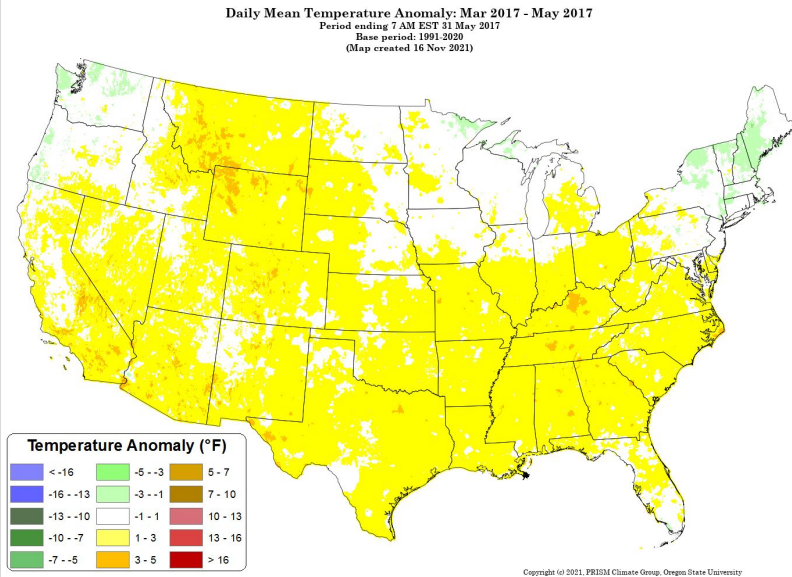 Daily Mean Temperature Anomaly: Mar 2017 - May 2017
Period ending 7 AM EST 31 May 2017
Base period: 1991-2020
(Map created 16 Nov 2021)
Temperature Anomaly (°F)
< -16
-5 - -3
5 - 7
-16 - -13
-3 - -1
7 - 10
-13 - -10
-1 - 1
10 - 13
-10 - -7
1 - 3
13 - 16
-7 - -5
3 - 5
> 16
Copyright (c) 2021, PRISM Climate Group, Oregon State University